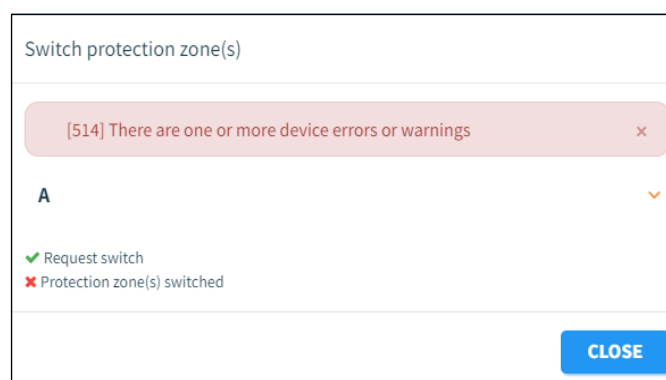 Switch protection zone(s)
[514] There are one or more device errors or warnings ×
A
✔ Request switch
✖ Protection zone(s) switched
CLOSE